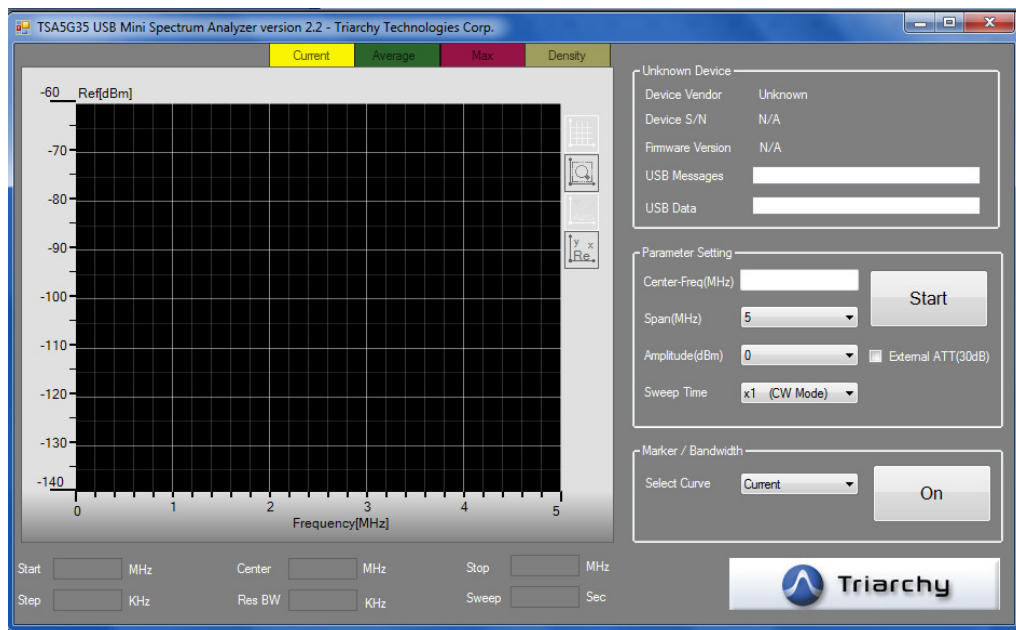 TSA5G35 USB Mini Spectrum Analyzer version 2.2 - Triarchy Technologies Corp.
Current Average Max Density
-60 Ref[dBm]
-70
-80
-90
-100
-110
-120
-130
-140
0 1 2 3 4 5
Frequency[MHz]
y x
Re.
Start MHz Center MHz Stop MHz
Step KHz Res BW KHz Sweep Sec
Unknown Device
Device Vendor Unknown
Device S/N N/A
Firmware Version N/A
USB Messages
USB Data
Parameter Setting
Center-Freq(MHz)
Start
Span(MHz) 5
Amplitude(dBm) 0 External ATT(30dB)
Sweep Time x1 (CW Mode)
Marker / Bandwidth
Select Curve Current
On
Triarchy